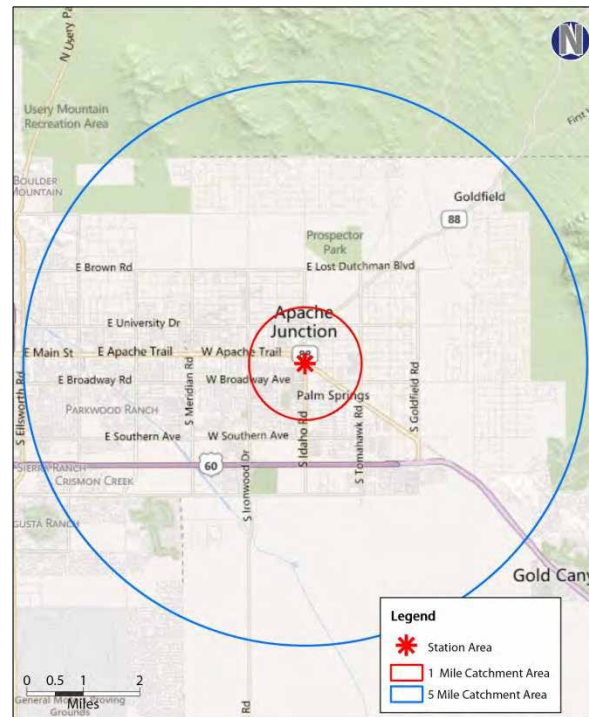 N Usery Pa
N
Usery Mountain
Recreation Area
First
BOULDER
MOUNTAIN
Goldfield
88
Prospector
Park
E Brown Rd
E Lost Dutchman Blvd
Apache
Junction
E University Dr
E Main St
E Apache Trail
W Apache Trail
88
E Broadway Rd
W Broadway Ave
Palm Springs
S Ellsworth Rd
S Meridian Rd
S Goldfield Rd
PARKWOOD RANCH
E Southern Ave
W Southern Ave
S Idaho Rd
S Tomahawk Rd
SIERRA RANCH
60
CRISMON CREEK
S Ironwood Dr
GUSTA RANCH
Gold Cany
Legend
Station Area
1 Mile Catchment Area
5 Mile Catchment Area
0 0.5 1 2
Miles
General Motors Proving
Grounds
Rd